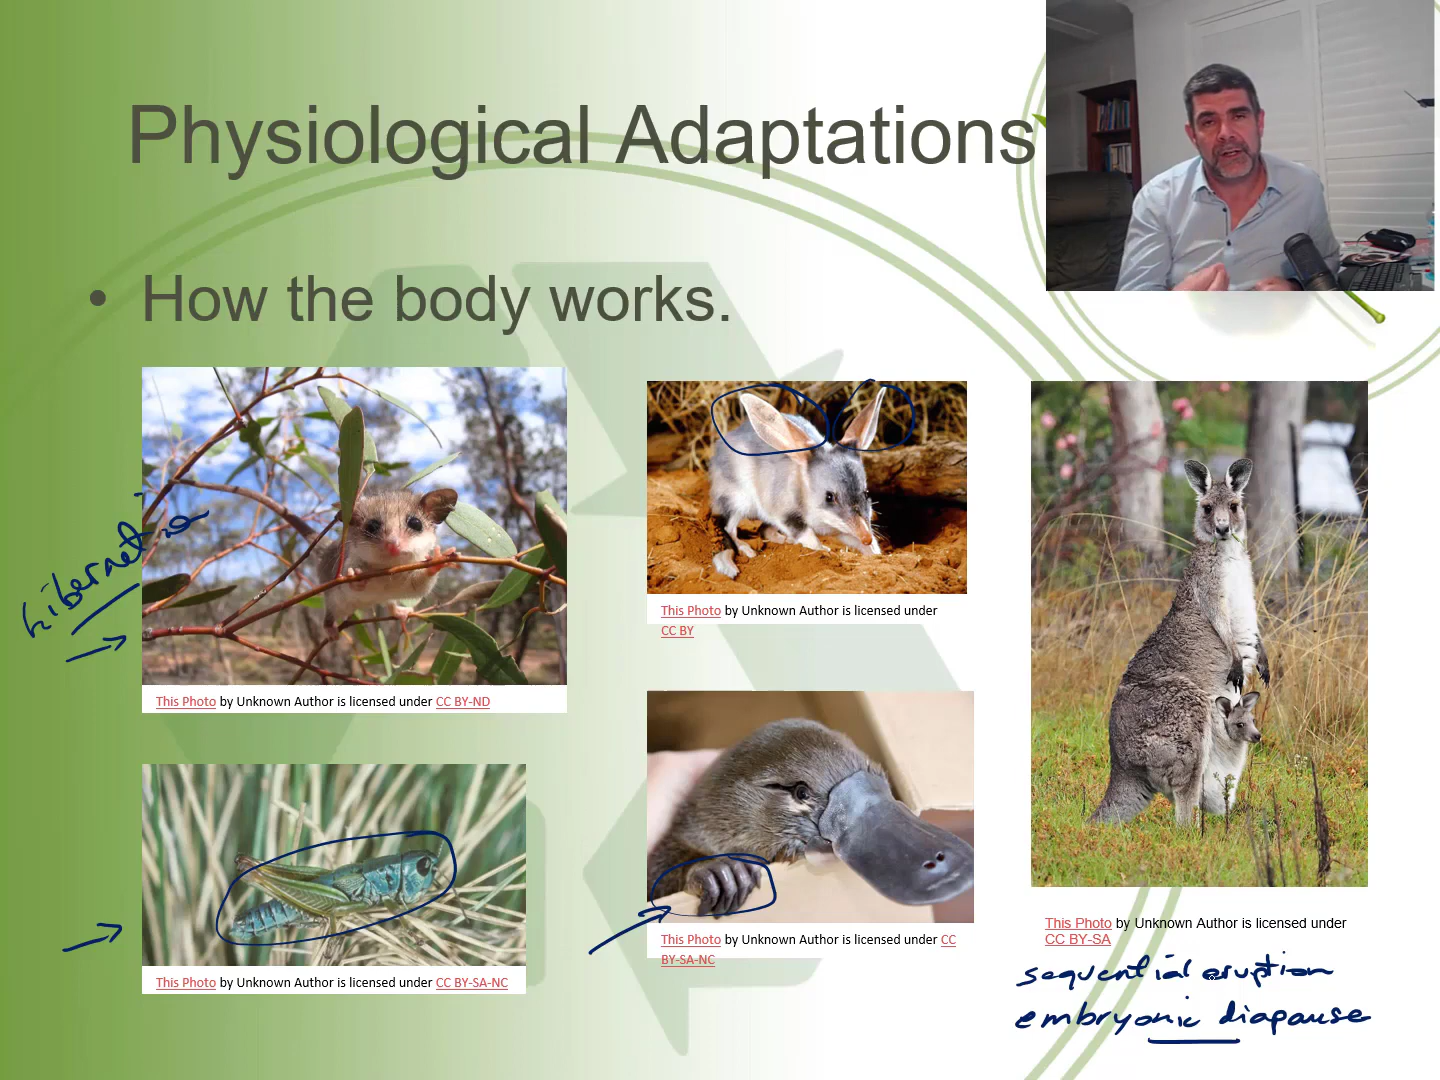 Physiological Adaptations
• How the body works.
hibernation
This Photo by Unknown Author is licensed under CC BY-ND
This Photo by Unknown Author is licensed under
CC BY
This Photo by Unknown Author is licensed under CC BY-SA-NC
This Photo by Unknown Author is licensed under CC
BY-SA-NC
This Photo by Unknown Author is licensed under
CC BY-SA
sequential eruption
embryonic diapause